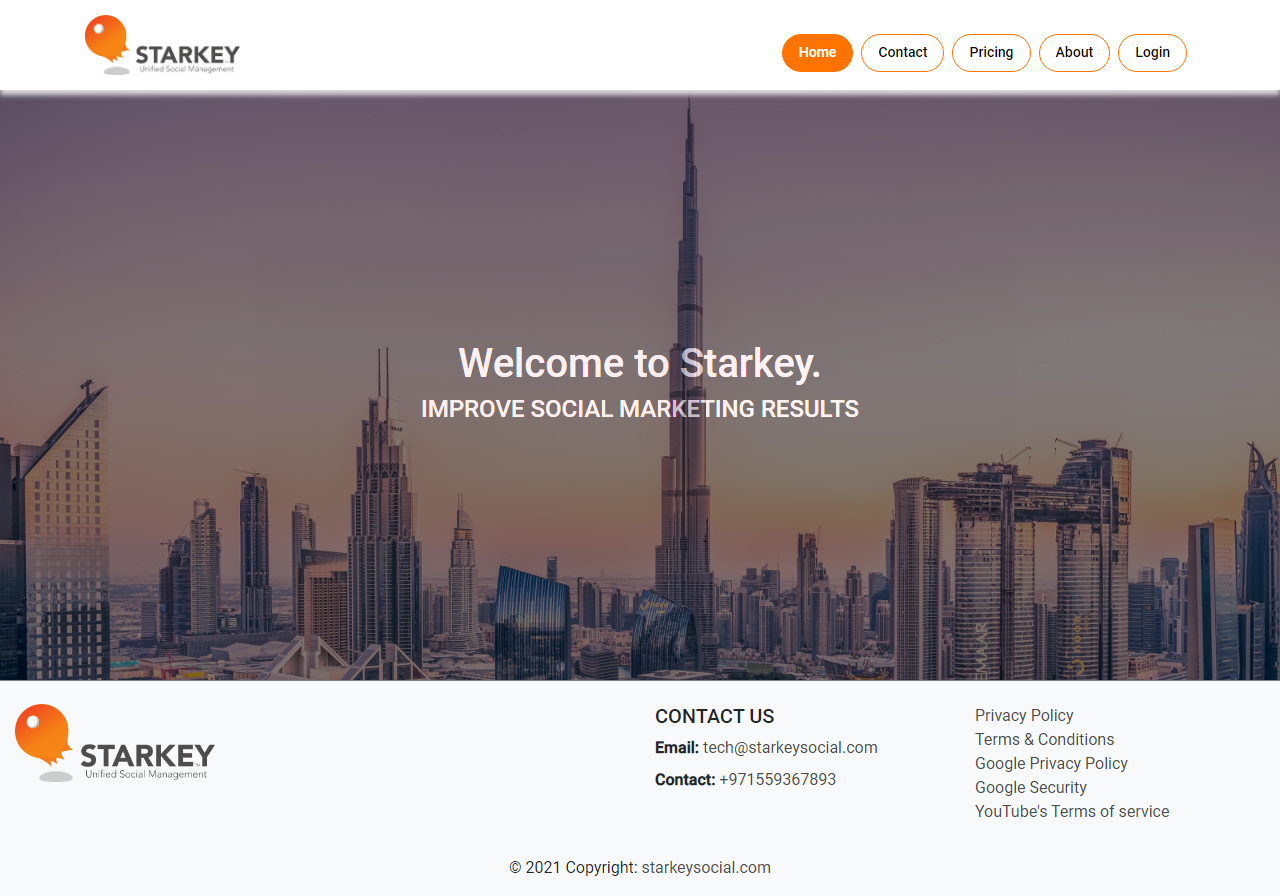 STARKEY
Unified Social Management
Home
Contact
Pricing
About
Login
Welcome to Starkey.
IMPROVE SOCIAL MARKETING RESULTS
EMAAR
noon
STARKEY
Unified Social Management
CONTACT US
Email: tech@starkeysocial.com
Contact: +971559367893
Privacy Policy
Terms & Conditions
Google Privacy Policy
Google Security
YouTube's Terms of service
© 2021 Copyright: starkeysocial.com